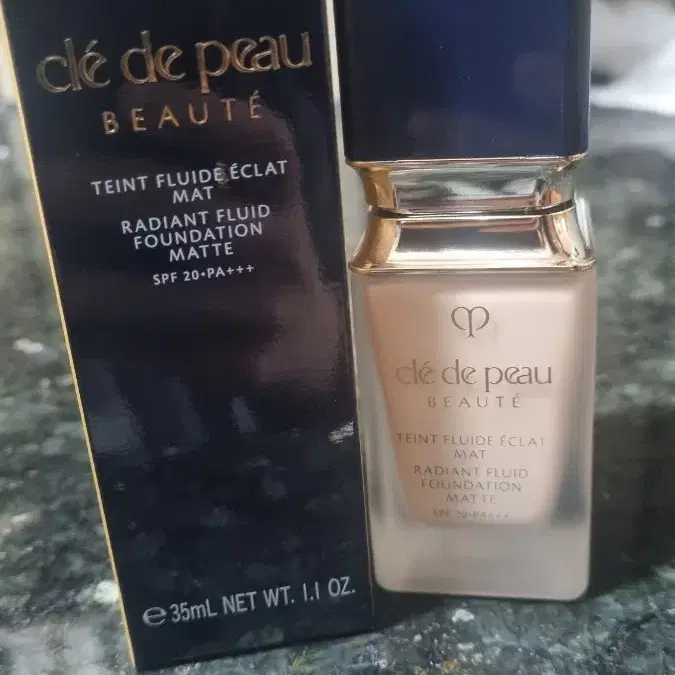 clé de peau
BEAUTÉ
TEINT FLUIDE ÉCLAT
MAT
RADIANT FLUID
FOUNDATION
MATTE
SPF 20•PA+++
℮35mL NET WT. 1.1 OZ.
clé de peau
BEAUTÉ
TEINT FLUIDE ÉCLAT
MAT
RADIANT FLUID
FOUNDATION
MATTE
SPF 20•PA+++